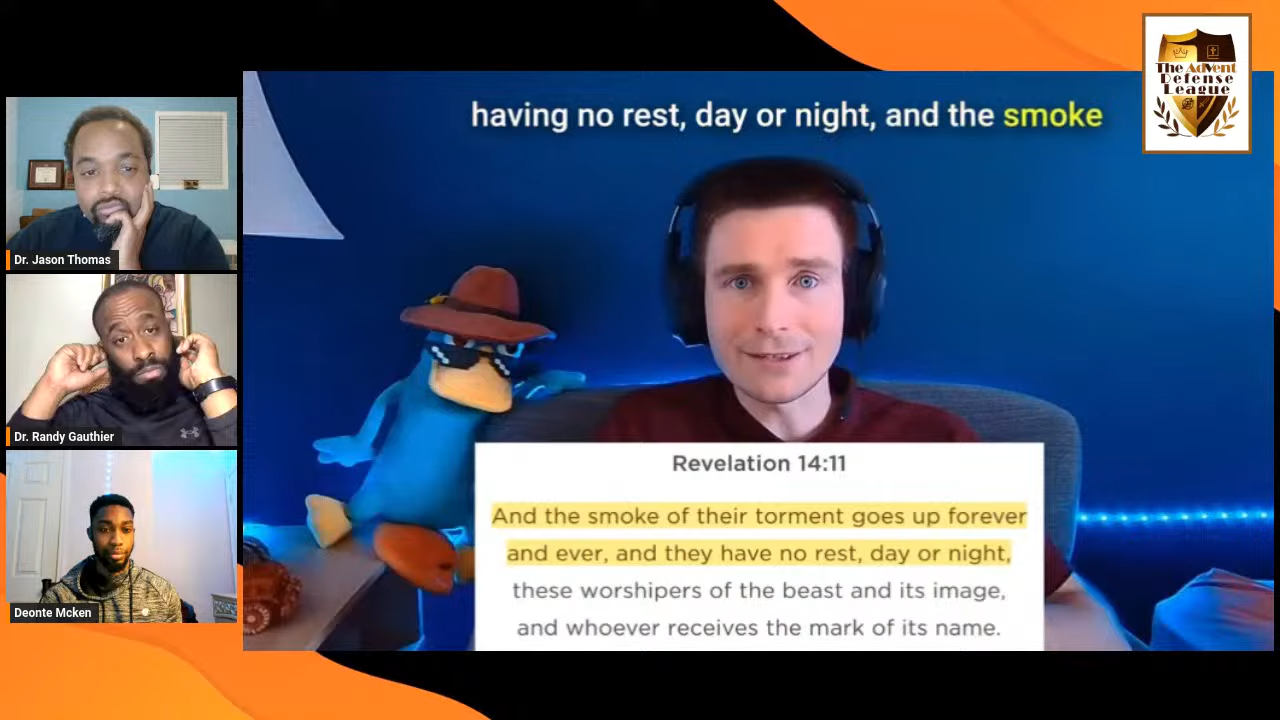 having no rest, day or night, and the smoke
The Advent
Defense
League
Dr. Jason Thomas
Dr. Randy Gauthier
Deonte Mcken
Revelation 14:11
And the smoke of their torment goes up forever
and ever, and they have no rest, day or night,
these worshipers of the beast and its image,
and whoever receives the mark of its name.